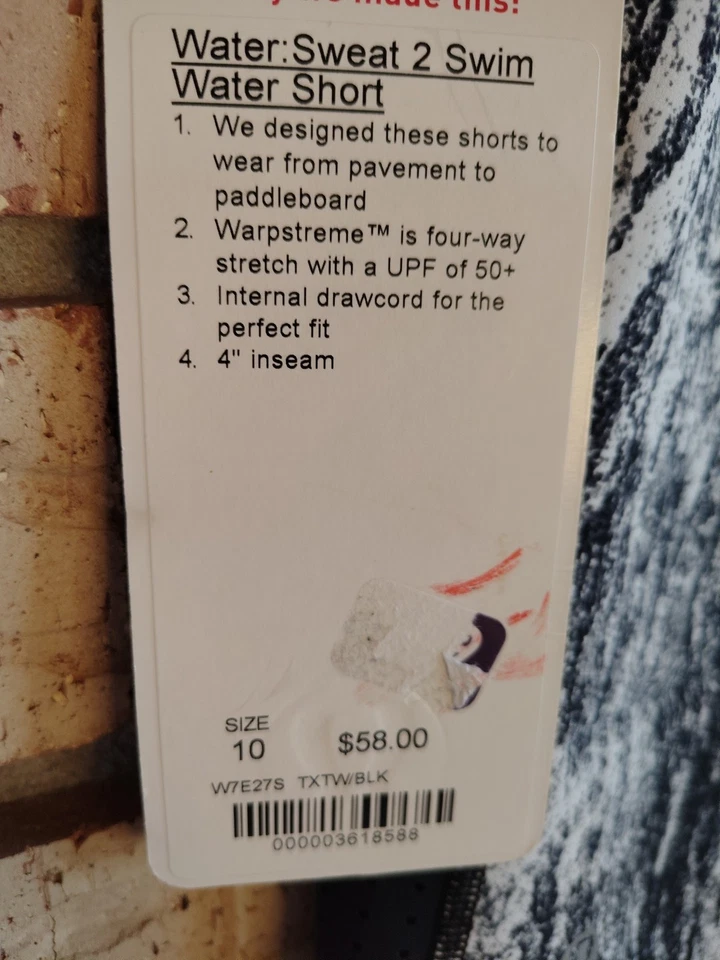 made this!
Water:Sweat 2 Swim
Water Short
1. We designed these shorts to
wear from pavement to
paddleboard
2. Warpstreme™ is four-way
stretch with a UPF of 50+
3. Internal drawcord for the
perfect fit
4. 4" inseam
SIZE
10 $58.00
W7E27S TXTW/BLK
000003618588